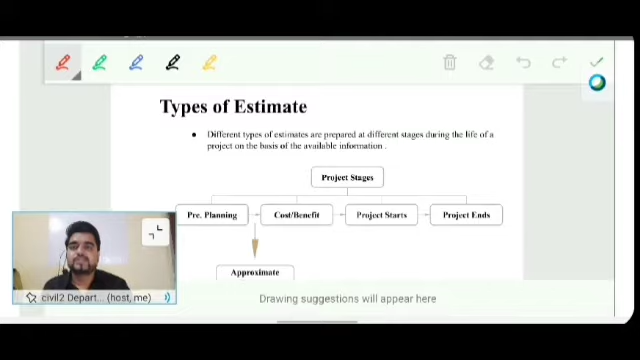 Types of Estimate
• Different types of estimates are prepared at different stages during the life of a
project on the basis of the available information .
Project Stages
Pre. Planning
Cost/Benefit
Project Starts
Project Ends
Approximate
civil2 Depart... (host, me)
Drawing suggestions will appear here